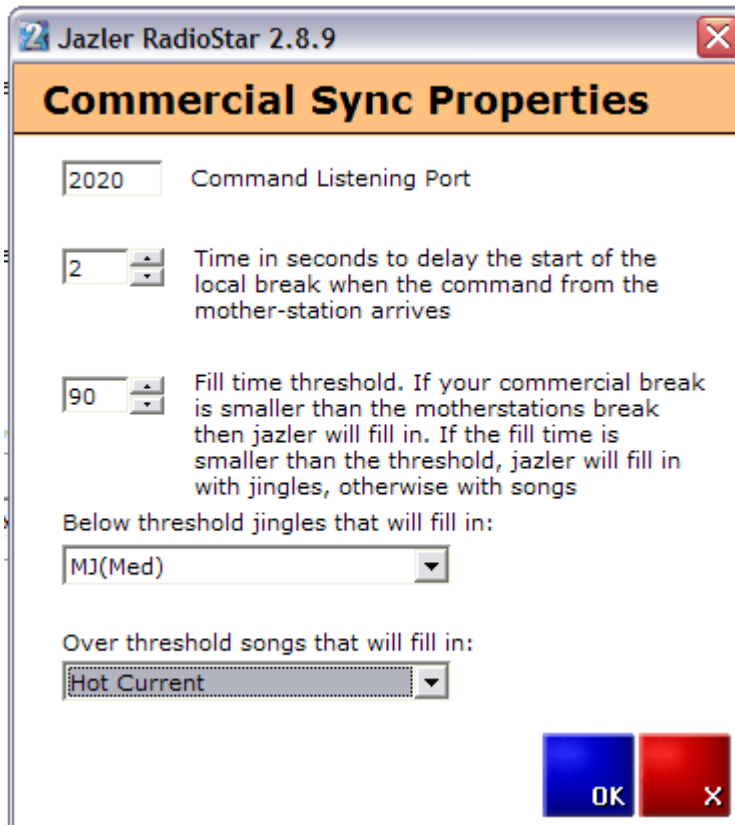 Jazler RadioStar 2.8.9
Commercial Sync Properties
2020 Command Listening Port
2 Time in seconds to delay the start of the
local break when the command from the
mother-station arrives
90 Fill time threshold. If your commercial break
is smaller than the motherstations break
then jazler will fill in. If the fill time is
smaller than the threshold, jazler will fill in
with jingles, otherwise with songs
Below threshold jingles that will fill in:
MJ(Med)
Over threshold songs that will fill in:
Hot Current
OK X